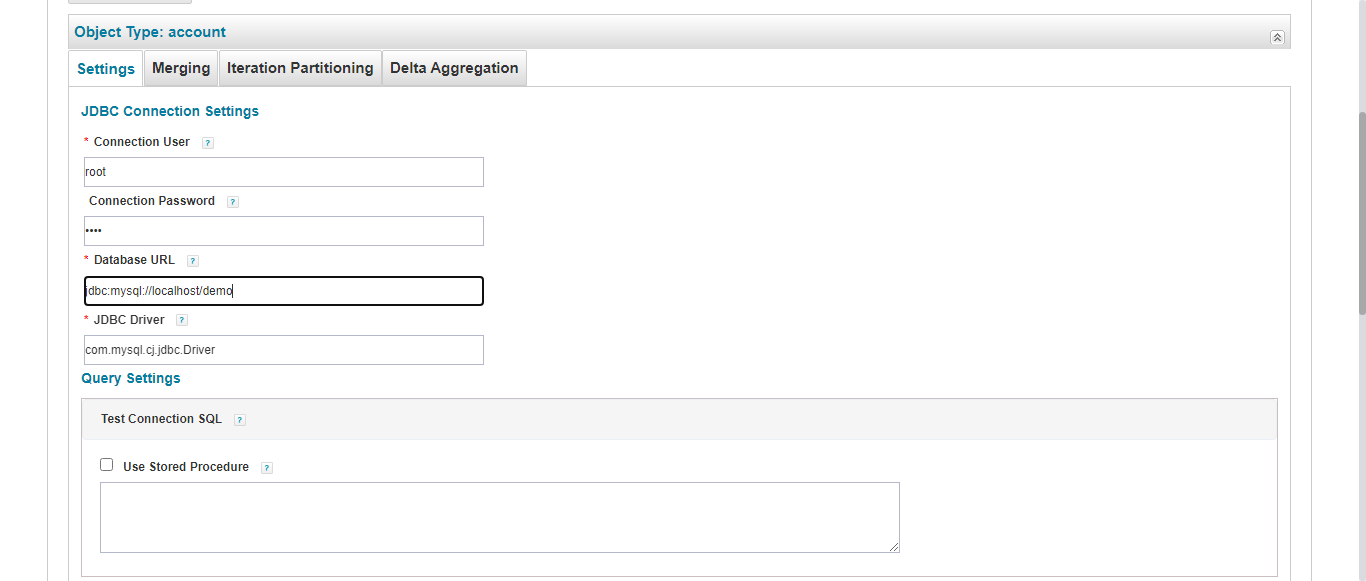 Object Type: account
Settings Merging Iteration Partitioning Delta Aggregation
JDBC Connection Settings
* Connection User ?
root
Connection Password ?
••••
* Database URL ?
jdbc:mysql://localhost/demo
* JDBC Driver ?
com.mysql.cj.jdbc.Driver
Query Settings
Test Connection SQL ?
Use Stored Procedure ?